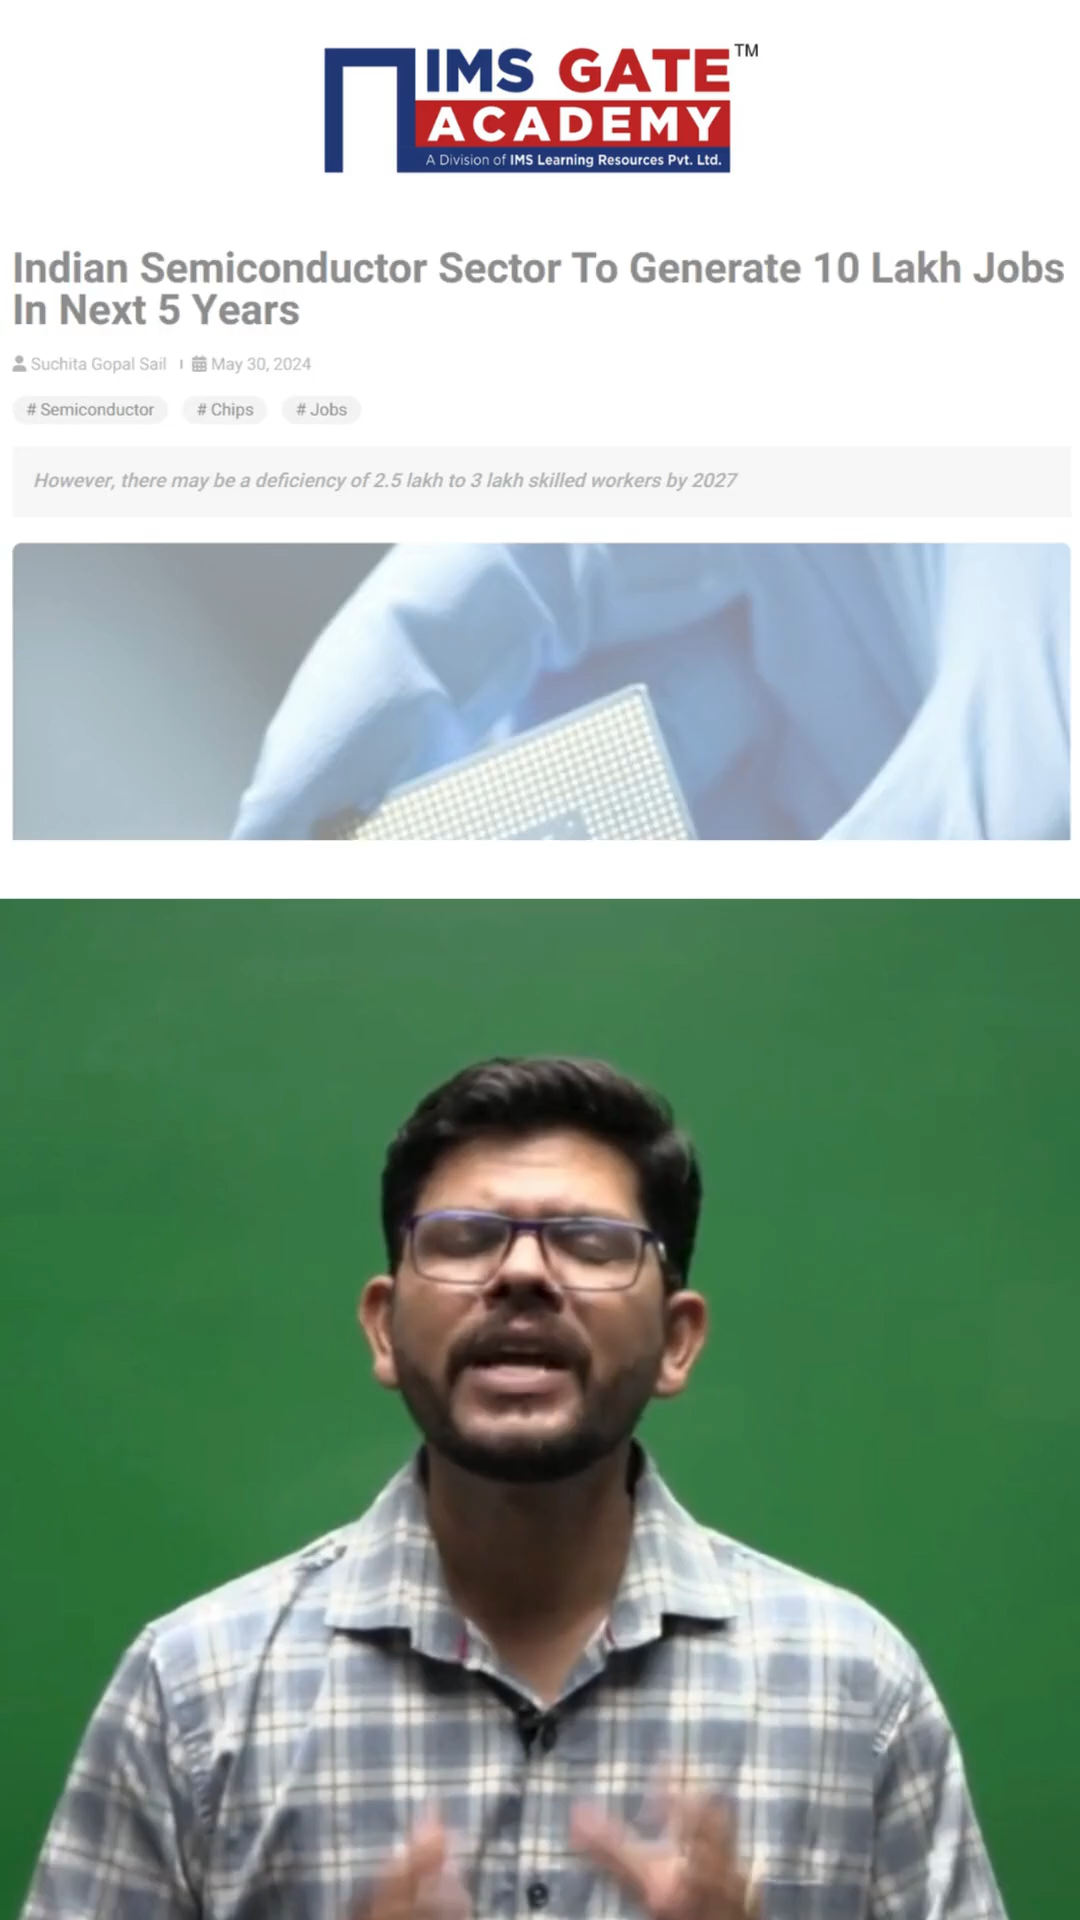 IMS GATE™
ACADEMY
A Division of IMS Learning Resources Pvt. Ltd.
Indian Semiconductor Sector To Generate 10 Lakh Jobs
In Next 5 Years
Suchita Gopal Sail | May 30, 2024
# Semiconductor # Chips # Jobs
However, there may be a deficiency of 2.5 lakh to 3 lakh skilled workers by 2027